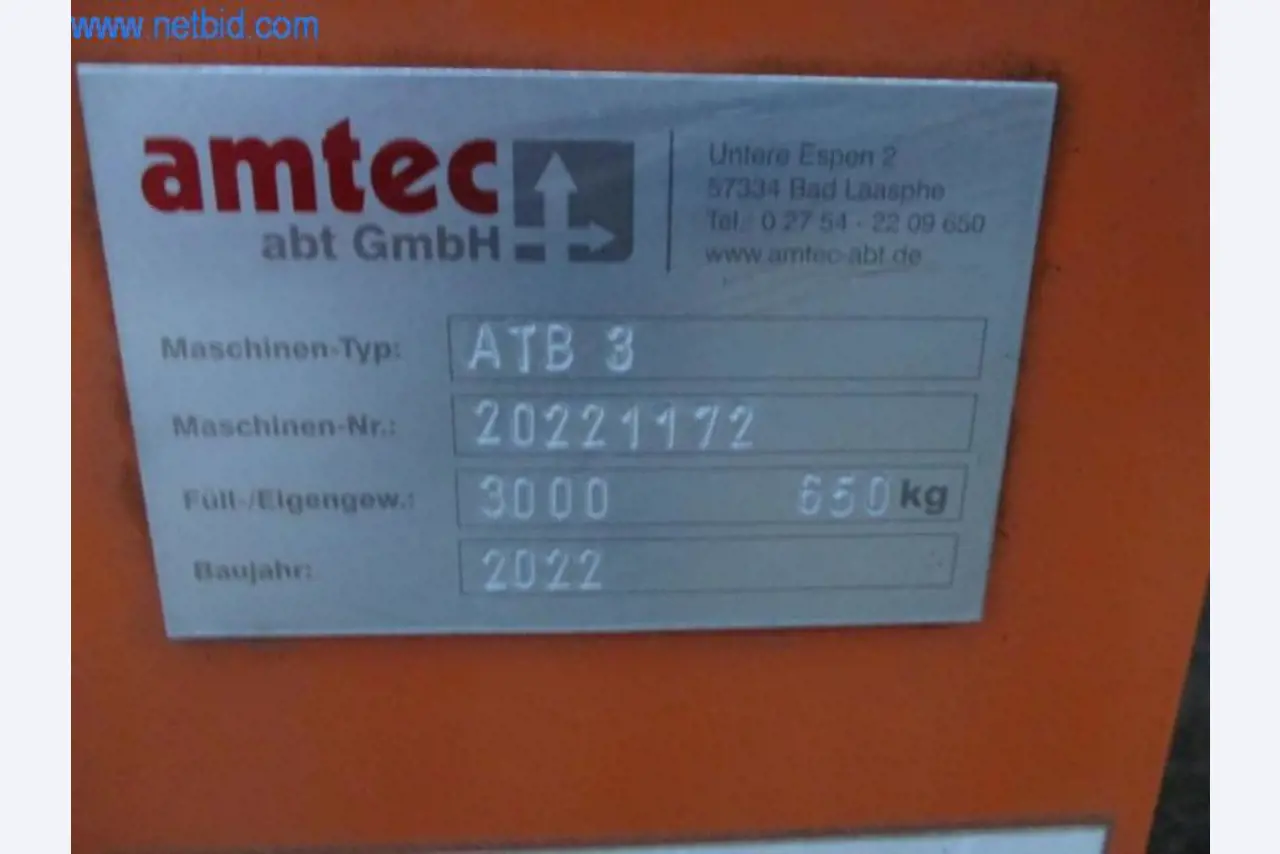 www.netbid.com
amtec
abt GmbH
Untere Espen 2
57334 Bad Laasphe
Tel.: 0 27 54 - 22 09 650
www.amtec-abt.de
Maschinen-Typ: ATB 3
Maschinen-Nr.: 20221172
Füll-/Eigengew.: 3000 650 kg
Baujahr: 2022